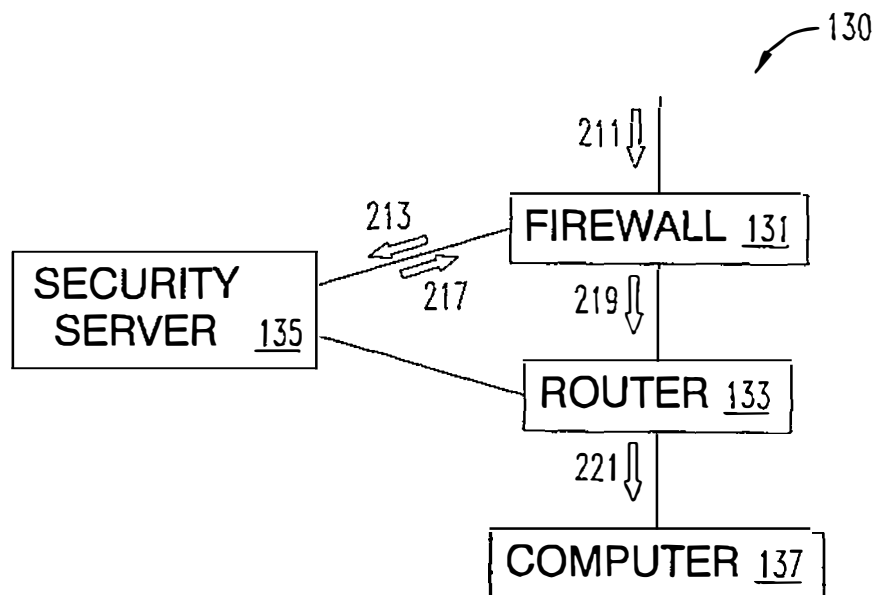 130
211
FIREWALL 131
213
217
SECURITY
SERVER 135
219
ROUTER 133
221
COMPUTER 137